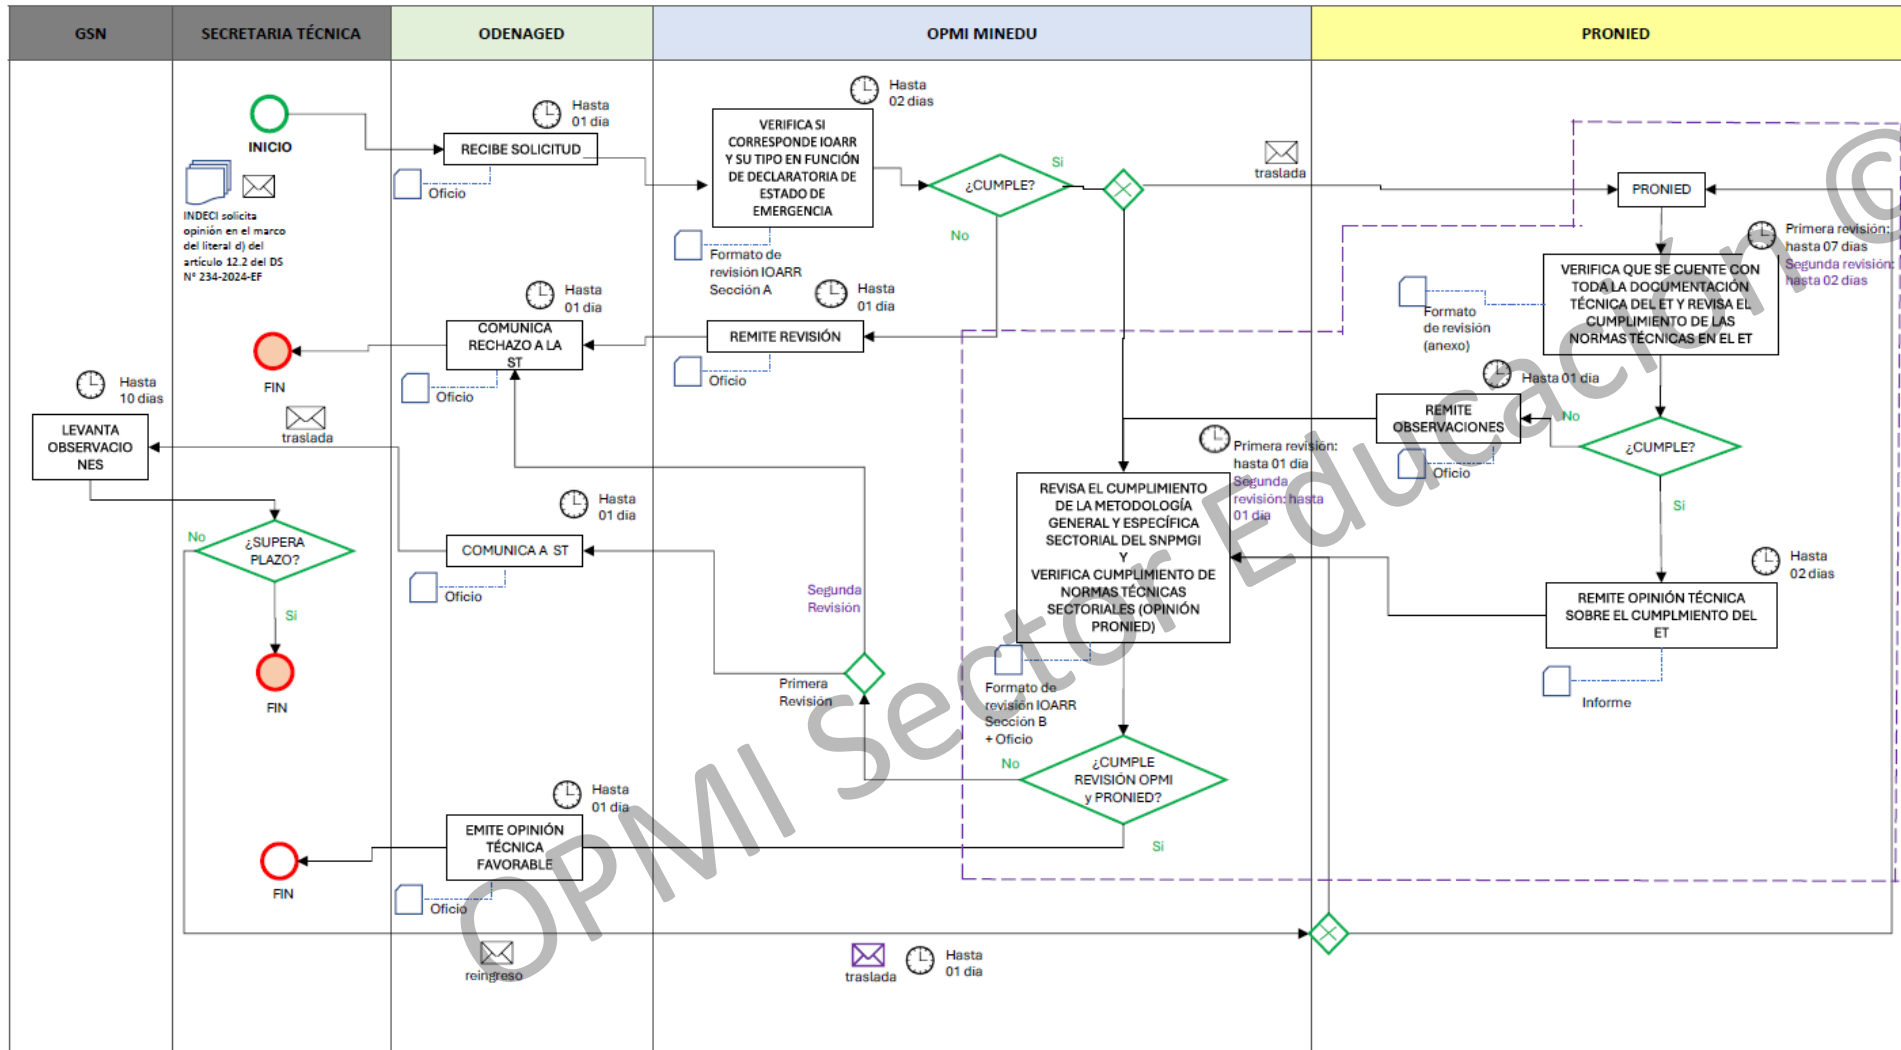 GSN
SECRETARIA TÉCNICA
ODENAGED
OPMI MINEDU
PRONIED
INICIO
INDECI solicita
opinión en el marco
del literal d) del
artículo 12.2 del DS
N° 234-2024-EF
Hasta
01 dia
RECIBE SOLICITUD
Oficio
Hasta
02 dias
VERIFICA SI
CORRESPONDE IOARR
Y SU TIPO EN FUNCIÓN
DE DECLARATORIA DE
ESTADO DE
EMERGENCIA
Formato de
revisión IOARR
Sección A
¿CUMPLE?
Si
No
traslada
PRONIED
Primera revisión:
hasta 07 dias
Segunda revisión:
hasta 02 dias
VERIFICA QUE SE CUENTE CON
TODA LA DOCUMENTACIÓN
TÉCNICA DEL ET Y REVISA EL
CUMPLIMIENTO DE LAS
NORMAS TÉCNICAS EN EL ET
Formato
de revisión
(anexo)
Hasta
01 dia
REMITE REVISIÓN
Oficio
Hasta
01 dia
COMUNICA
RECHAZO A LA
ST
Oficio
FIN
Hasta
10 dias
LEVANTA
OBSERVACIO
NES
traslada
Hasta 01 dia
REMITE
OBSERVACIONES
Oficio
No
¿CUMPLE?
Sí
Primera revisión:
hasta 01 dia
Segunda
revisión: hasta
01 dia
REVISA EL CUMPLIMIENTO
DE LA METODOLOGÍA
GENERAL Y ESPECÍFICA
SECTORIAL DEL SNPMGI
Y
VERIFICA CUMPLIMIENTO DE
NORMAS TÉCNICAS
SECTORIALES (OPINIÓN
PRONIED)
Formato de
revisión IOARR
Sección B
+ Oficio
Hasta
01 dia
COMUNICA A ST
Oficio
No
¿SUPERA
PLAZO?
Si
FIN
Segunda
Revisión
Primera
Revisión
Hasta
02 dias
REMITE OPINIÓN TÉCNICA
SOBRE EL CUMPLMIENTO DEL
ET
Informe
No
¿CUMPLE
REVISIÓN OPMI
y PRONIED?
Si
Hasta
01 dia
EMITE OPINIÓN
TÉCNICA
FAVORABLE
Oficio
FIN
reingreso
traslada
Hasta
01 dia
OPMI Sector Educación ©